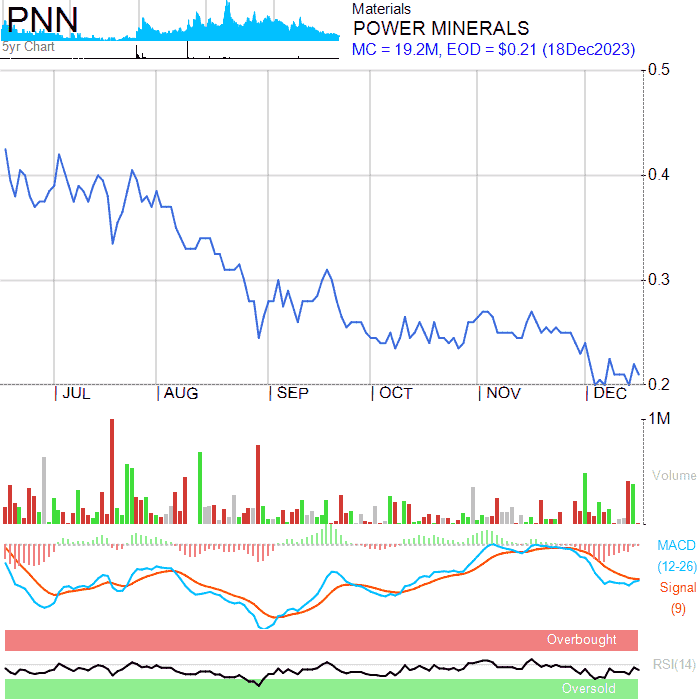 PNN
5yr Chart
Materials
POWER MINERALS
MC = 19.2M, EOD = $0.21 (18Dec2023)
0.5
0.4
0.3
0.2
JUL
AUG
SEP
OCT
NOV
DEC
1M
Volume
MACD
(12-26)
Signal
(9)
Overbought
RSI(14)
Oversold